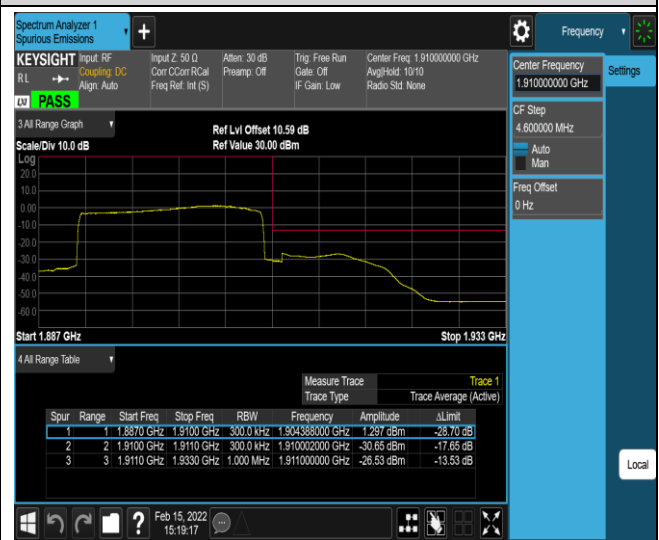 Spectrum Analyzer 1
Spurious Emissions
+
Frequency
KEYSIGHT
RL
LXI PASS
Input: RF
Coupling: DC
Align: Auto
Input Z: 50 Ω
Corr CCorr RCal
Freq Ref: Int (S)
Atten: 30 dB
Preamp: Off
Trig: Free Run
Gate: Off
IF Gain: Low
Center Freq: 1.910000000 GHz
Avg|Hold: 10/10
Radio Std: None
Center Frequency
1.910000000 GHz
Settings
CF Step
4.600000 MHz
Auto
Man
Freq Offset
0 Hz
3 All Range Graph
Scale/Div 10.0 dB
Ref Lvl Offset 10.59 dB
Ref Value 30.00 dBm
Log
20.0
10.0
0.00
-10.0
-20.0
-30.0
-40.0
-50.0
-60.0
Start 1.887 GHz
Stop 1.933 GHz
4 All Range Table
Measure Trace Trace 1
Trace Type Trace Average (Active)
Spur Range Start Freq Stop Freq RBW Frequency Amplitude ΔLimit
1 1 1.8870 GHz 1.9100 GHz 300.0 kHz 1.904388000 GHz 1.297 dBm -28.70 dB
2 2 1.9100 GHz 1.9110 GHz 300.0 kHz 1.910002000 GHz -30.65 dBm -17.65 dB
3 3 1.9110 GHz 1.9330 GHz 1.000 MHz 1.911000000 GHz -26.53 dBm -13.53 dB
Local
?
Feb 15, 2022
15:19:17